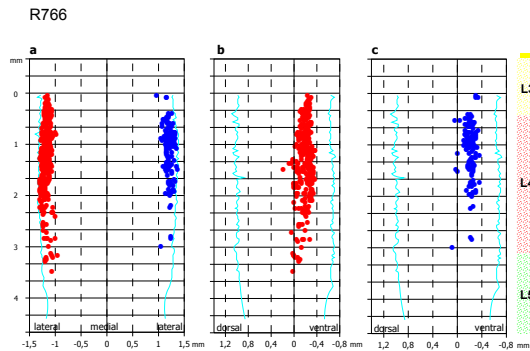 R766
a b c
mm
0
1
2
3
4
L3
L4
L5
lateral medial lateral
dorsal ventral
dorsal ventral
-1,5 -1 -0,5 0 0,5 1 1,5 mm
1,2 0,8 0,4 0 -0,4 -0,8
1,2 0,8 0,4 0 -0,4 -0,8 mm